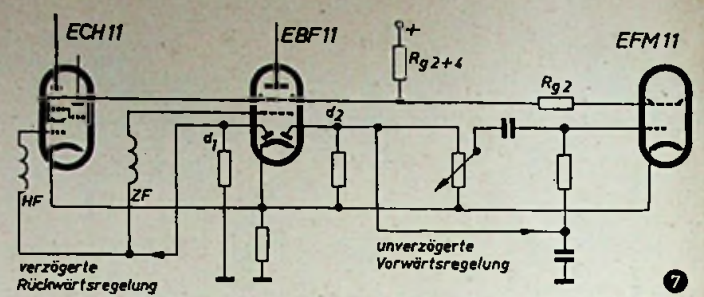 ECH11
EBF11
EFM11
+
Rg2+4
Rg2
d1
d2
HF
ZF
verzögerte
Rückwärtsregelung
unverzögerte
Vorwärtsregelung
7